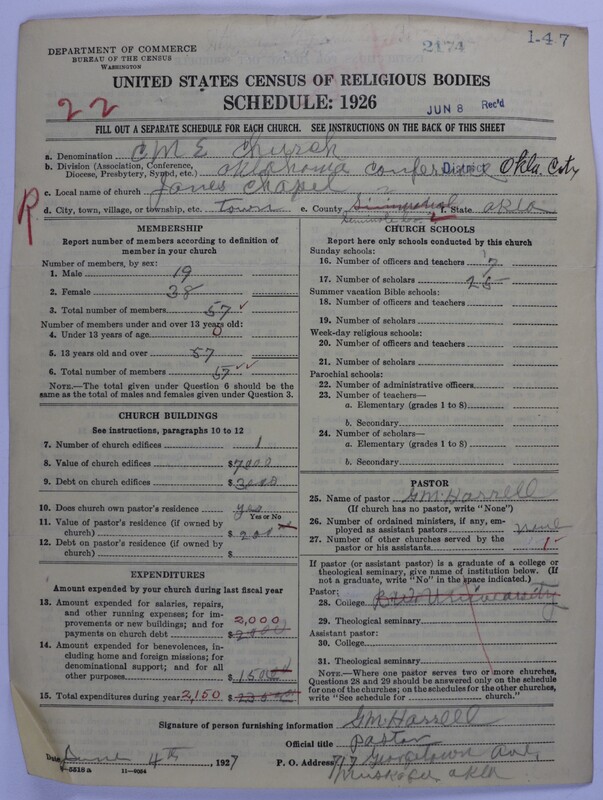 DEPARTMENT OF COMMERCE
BUREAU OF THE CENSUS
WASHINGTON
2174
1-47
UNITED STATES CENSUS OF RELIGIOUS BODIES
SCHEDULE: 1926
22
JUN 8 Rec'd
FILL OUT A SEPARATE SCHEDULE FOR EACH CHURCH. SEE INSTRUCTIONS ON THE BACK OF THIS SHEET
a. Denomination C M E Church
b. Division (Association, Conference, Diocese, Presbytery, Synod, etc.) Oklahoma Conference District Okla. City
c. Local name of church Jones Chapel
R
d. City, town, village, or township, etc. Town e. County Seminole Co. f. State Okla
MEMBERSHIP
Report number of members according to definition of member in your church
Number of members, by sex:
1. Male 19
2. Female 38
3. Total number of members 57
Number of members under and over 13 years old:
4. Under 13 years of age 0
5. 13 years old and over 57
6. Total number of members 57
NOTE.—The total given under Question 6 should be the same as the total of males and females given under Question 3.
CHURCH BUILDINGS
See instructions, paragraphs 10 to 12
7. Number of church edifices 1
8. Value of church edifices $7000
9. Debt on church edifices $3000
10. Does church own pastor's residence? yes
Yes or No
11. Value of pastor's residence (if owned by church) $200
12. Debt on pastor's residence (if owned by church) $
EXPENDITURES
Amount expended by your church during last fiscal year
13. Amount expended for salaries, repairs, and other running expenses; for improvements or new buildings; and for payments on church debt 2,000 $
14. Amount expended for benevolences, including home and foreign missions; for denominational support; and for all other purposes $150
15. Total expenditures during year 2,150 $
CHURCH SCHOOLS
Report here only schools conducted by this church
Sunday schools:
16. Number of officers and teachers 7
17. Number of scholars 25
Summer vacation Bible schools:
18. Number of officers and teachers
19. Number of scholars
Week-day religious schools:
20. Number of officers and teachers
21. Number of scholars
Parochial schools:
22. Number of administrative officers
23. Number of teachers—
a. Elementary (grades 1 to 8)
b. Secondary
24. Number of scholars—
a. Elementary (grades 1 to 8)
b. Secondary
PASTOR
25. Name of pastor G M Harrell
(If church has no pastor, write "None")
26. Number of ordained ministers, if any, employed as assistant pastors none
27. Number of other churches served by the pastor or his assistants 1
If pastor (or assistant pastor) is a graduate of a college or theological seminary, give name of institution below. (If not a graduate, write "No" in the space indicated.)
Pastor:
28. College University
29. Theological seminary
Assistant pastor:
30. College
31. Theological seminary
NOTE.—Where one pastor serves two or more churches, Questions 28 and 29 should be answered only on the schedule for one of the churches; on the schedules for the other churches, write "See schedule for church."
Signature of person furnishing information G M Harrell
Official title pastor
Date June 4th, 1927 P. O. Address 717 Georgetown Ave,
Muskogee Okla
8-5518 a 11-9064